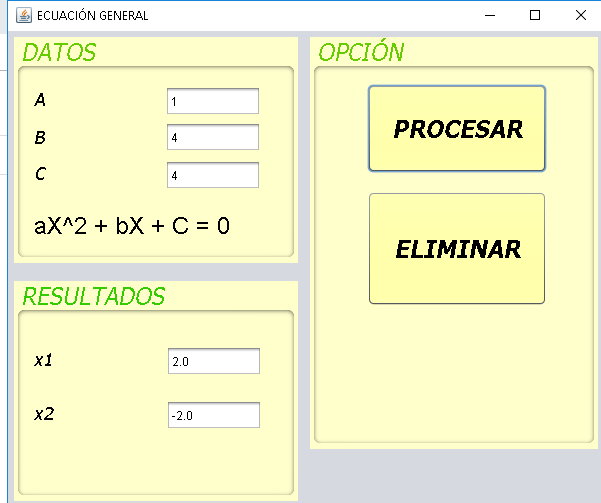 ECUACIÓN GENERAL
DATOS
A 1
B 4
C 4
aX^2 + bX + C = 0
RESULTADOS
x1 2.0
x2 -2.0
OPCIÓN
PROCESAR
ELIMINAR